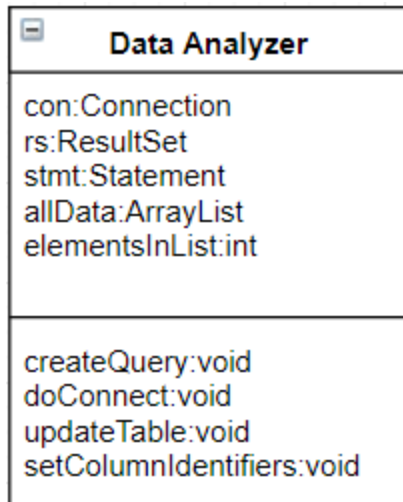 Data Analyzer
con:Connection
rs:ResultSet
stmt:Statement
allData:ArrayList
elementsInList:int
createQuery:void
doConnect:void
updateTable:void
setColumnIdentifiers:void